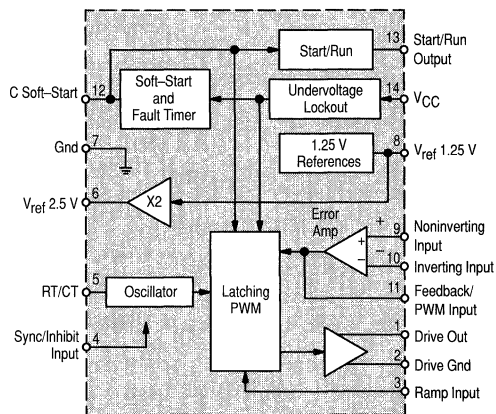 13
Start/Run
Output
Start/Run
C Soft–Start
12
Soft–Start
and
Fault Timer
Undervoltage
Lockout
14
VCC
Gnd
7
1.25 V
References
8
Vref 1.25 V
Vref 2.5 V
6
X2
Error
Amp
+
–
+
–
9
Noninverting
Input
10
Inverting Input
RT/CT
5
Oscillator
Latching
PWM
11
Feedback/
PWM Input
Sync/Inhibit
Input
4
1
Drive Out
2
Drive Gnd
3
Ramp Input